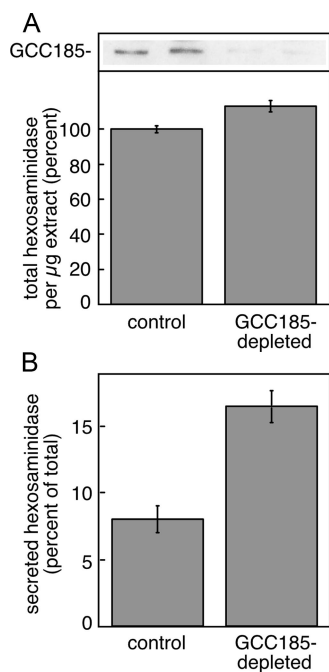 A
GCC185-
total hexosaminidase
per µg extract (percent)
100
80
60
40
20
0
control
GCC185-
depleted
B
secreted hexosaminidase
(percent of total)
15
10
5
0
control
GCC185-
depleted